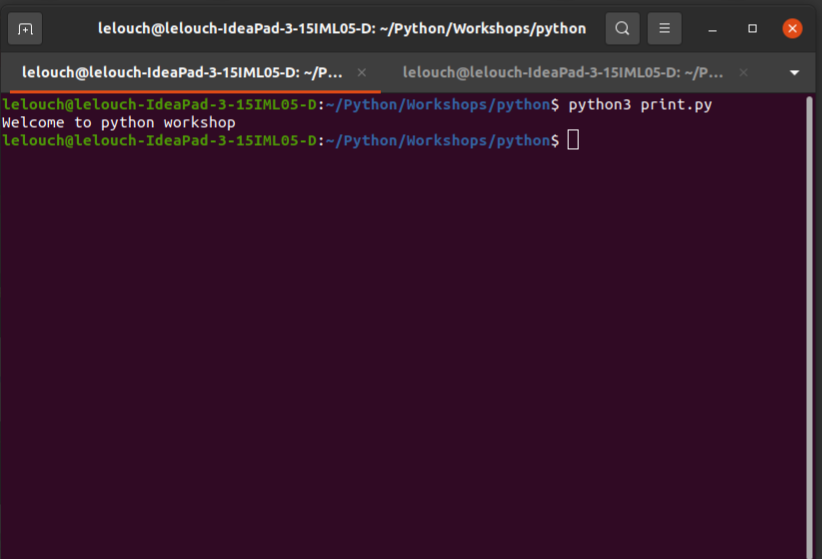 lelouch@lelouch-IdeaPad-3-15IML05-D: ~/Python/Workshops/python
lelouch@lelouch-IdeaPad-3-15IML05-D: ~/P...
lelouch@lelouch-IdeaPad-3-15IML05-D: ~/P...
lelouch@lelouch-IdeaPad-3-15IML05-D:~/Python/Workshops/python$ python3 print.py
Welcome to python workshop
lelouch@lelouch-IdeaPad-3-15IML05-D:~/Python/Workshops/python$